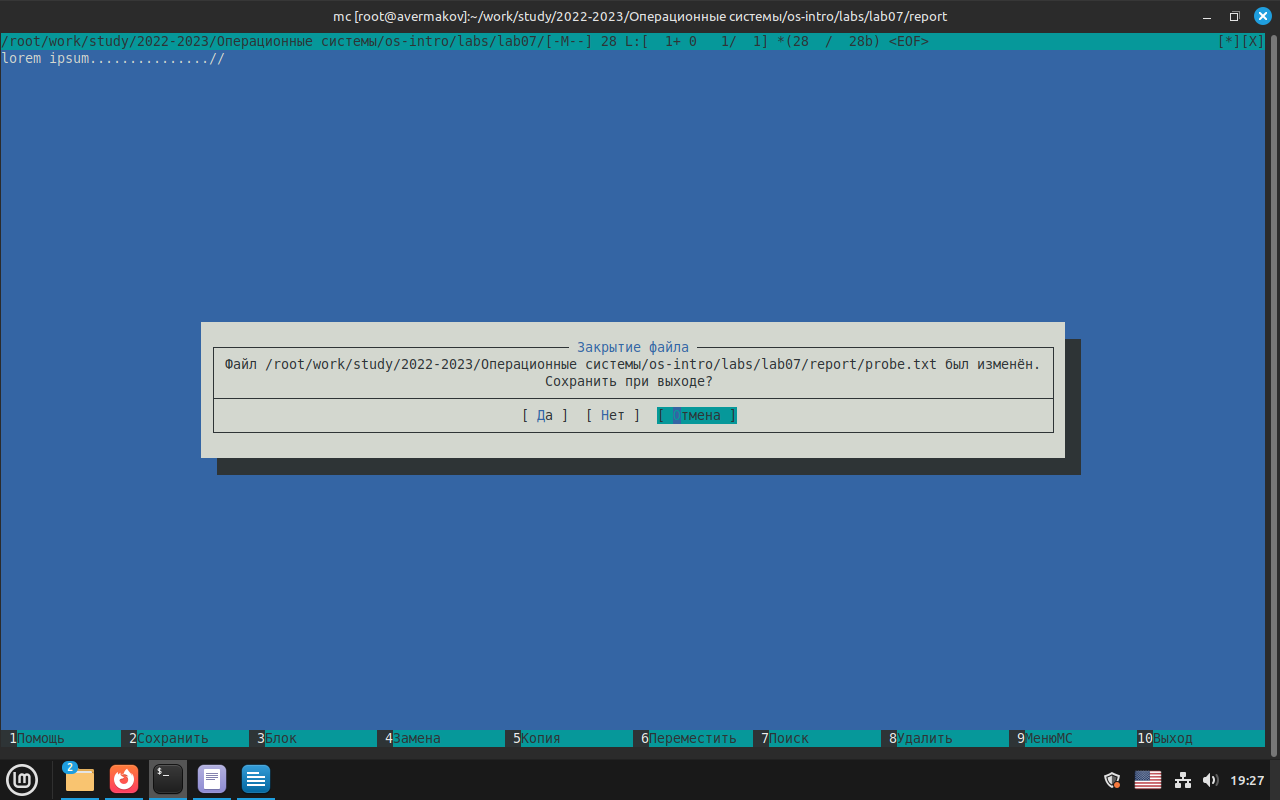 mc [root@avermakov]:~/work/study/2022-2023/Операционные системы/os-intro/labs/lab07/report
/root/work/study/2022-2023/Операционные системы/os-intro/labs/lab07/[-M--] 28 L:[  1+ 0   1/  1] *(28  /  28b) <EOF> [*][X]
lorem ipsum...............//
Закрытие файла
Файл /root/work/study/2022-2023/Операционные системы/os-intro/labs/lab07/report/probe.txt был изменён.
Сохранить при выходе?
[ Да ] [ Нет ] [ Отмена ]
1Помощь 2Сохранить 3Блок 4Замена 5Копия 6Переместить 7Поиск 8Удалить 9МенюМС 10Выход
2 lm $_ 19:27